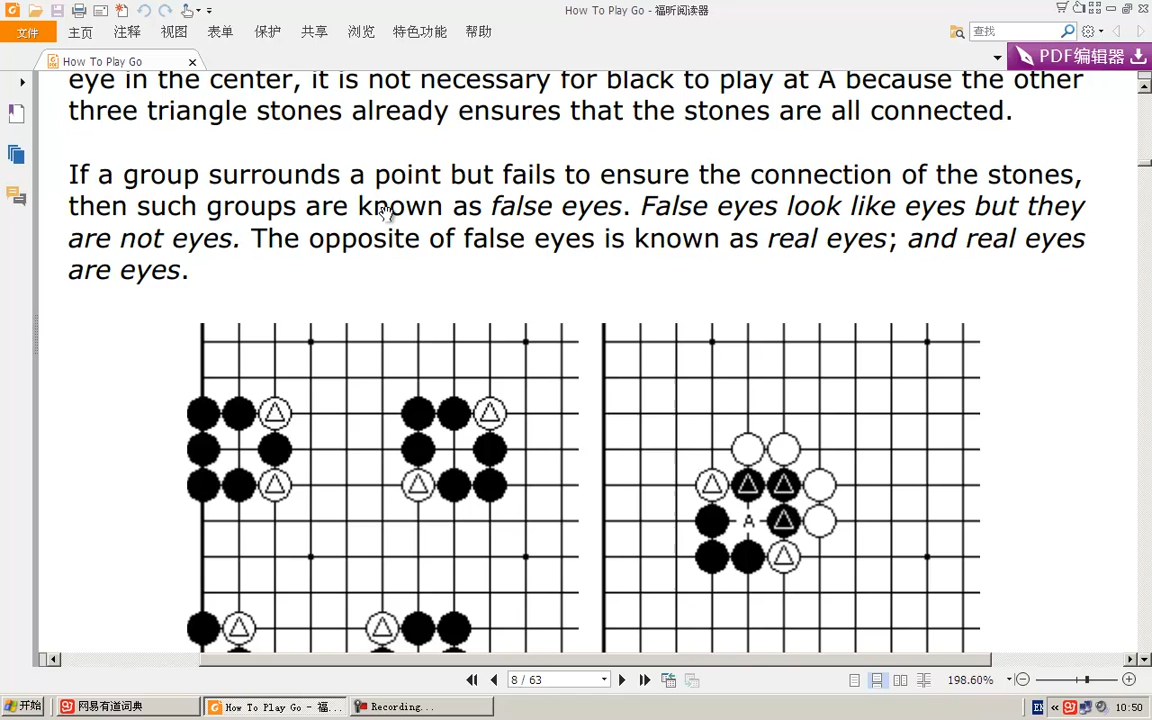 How To Play Go - 福昕阅读器
文件 主页 注释 视图 表单 保护 共享 浏览 特色功能 帮助 查找
How To Play Go PDF编辑器
eye in the center, it is not necessary for black to play at A because the other
three triangle stones already ensures that the stones are all connected.
If a group surrounds a point but fails to ensure the connection of the stones,
then such groups are known as false eyes. False eyes look like eyes but they
are not eyes. The opposite of false eyes is known as real eyes; and real eyes
are eyes.
A
8 / 63 198.60%
开始 网易有道词典 How To Play Go - 福... Recording... EN 10:50